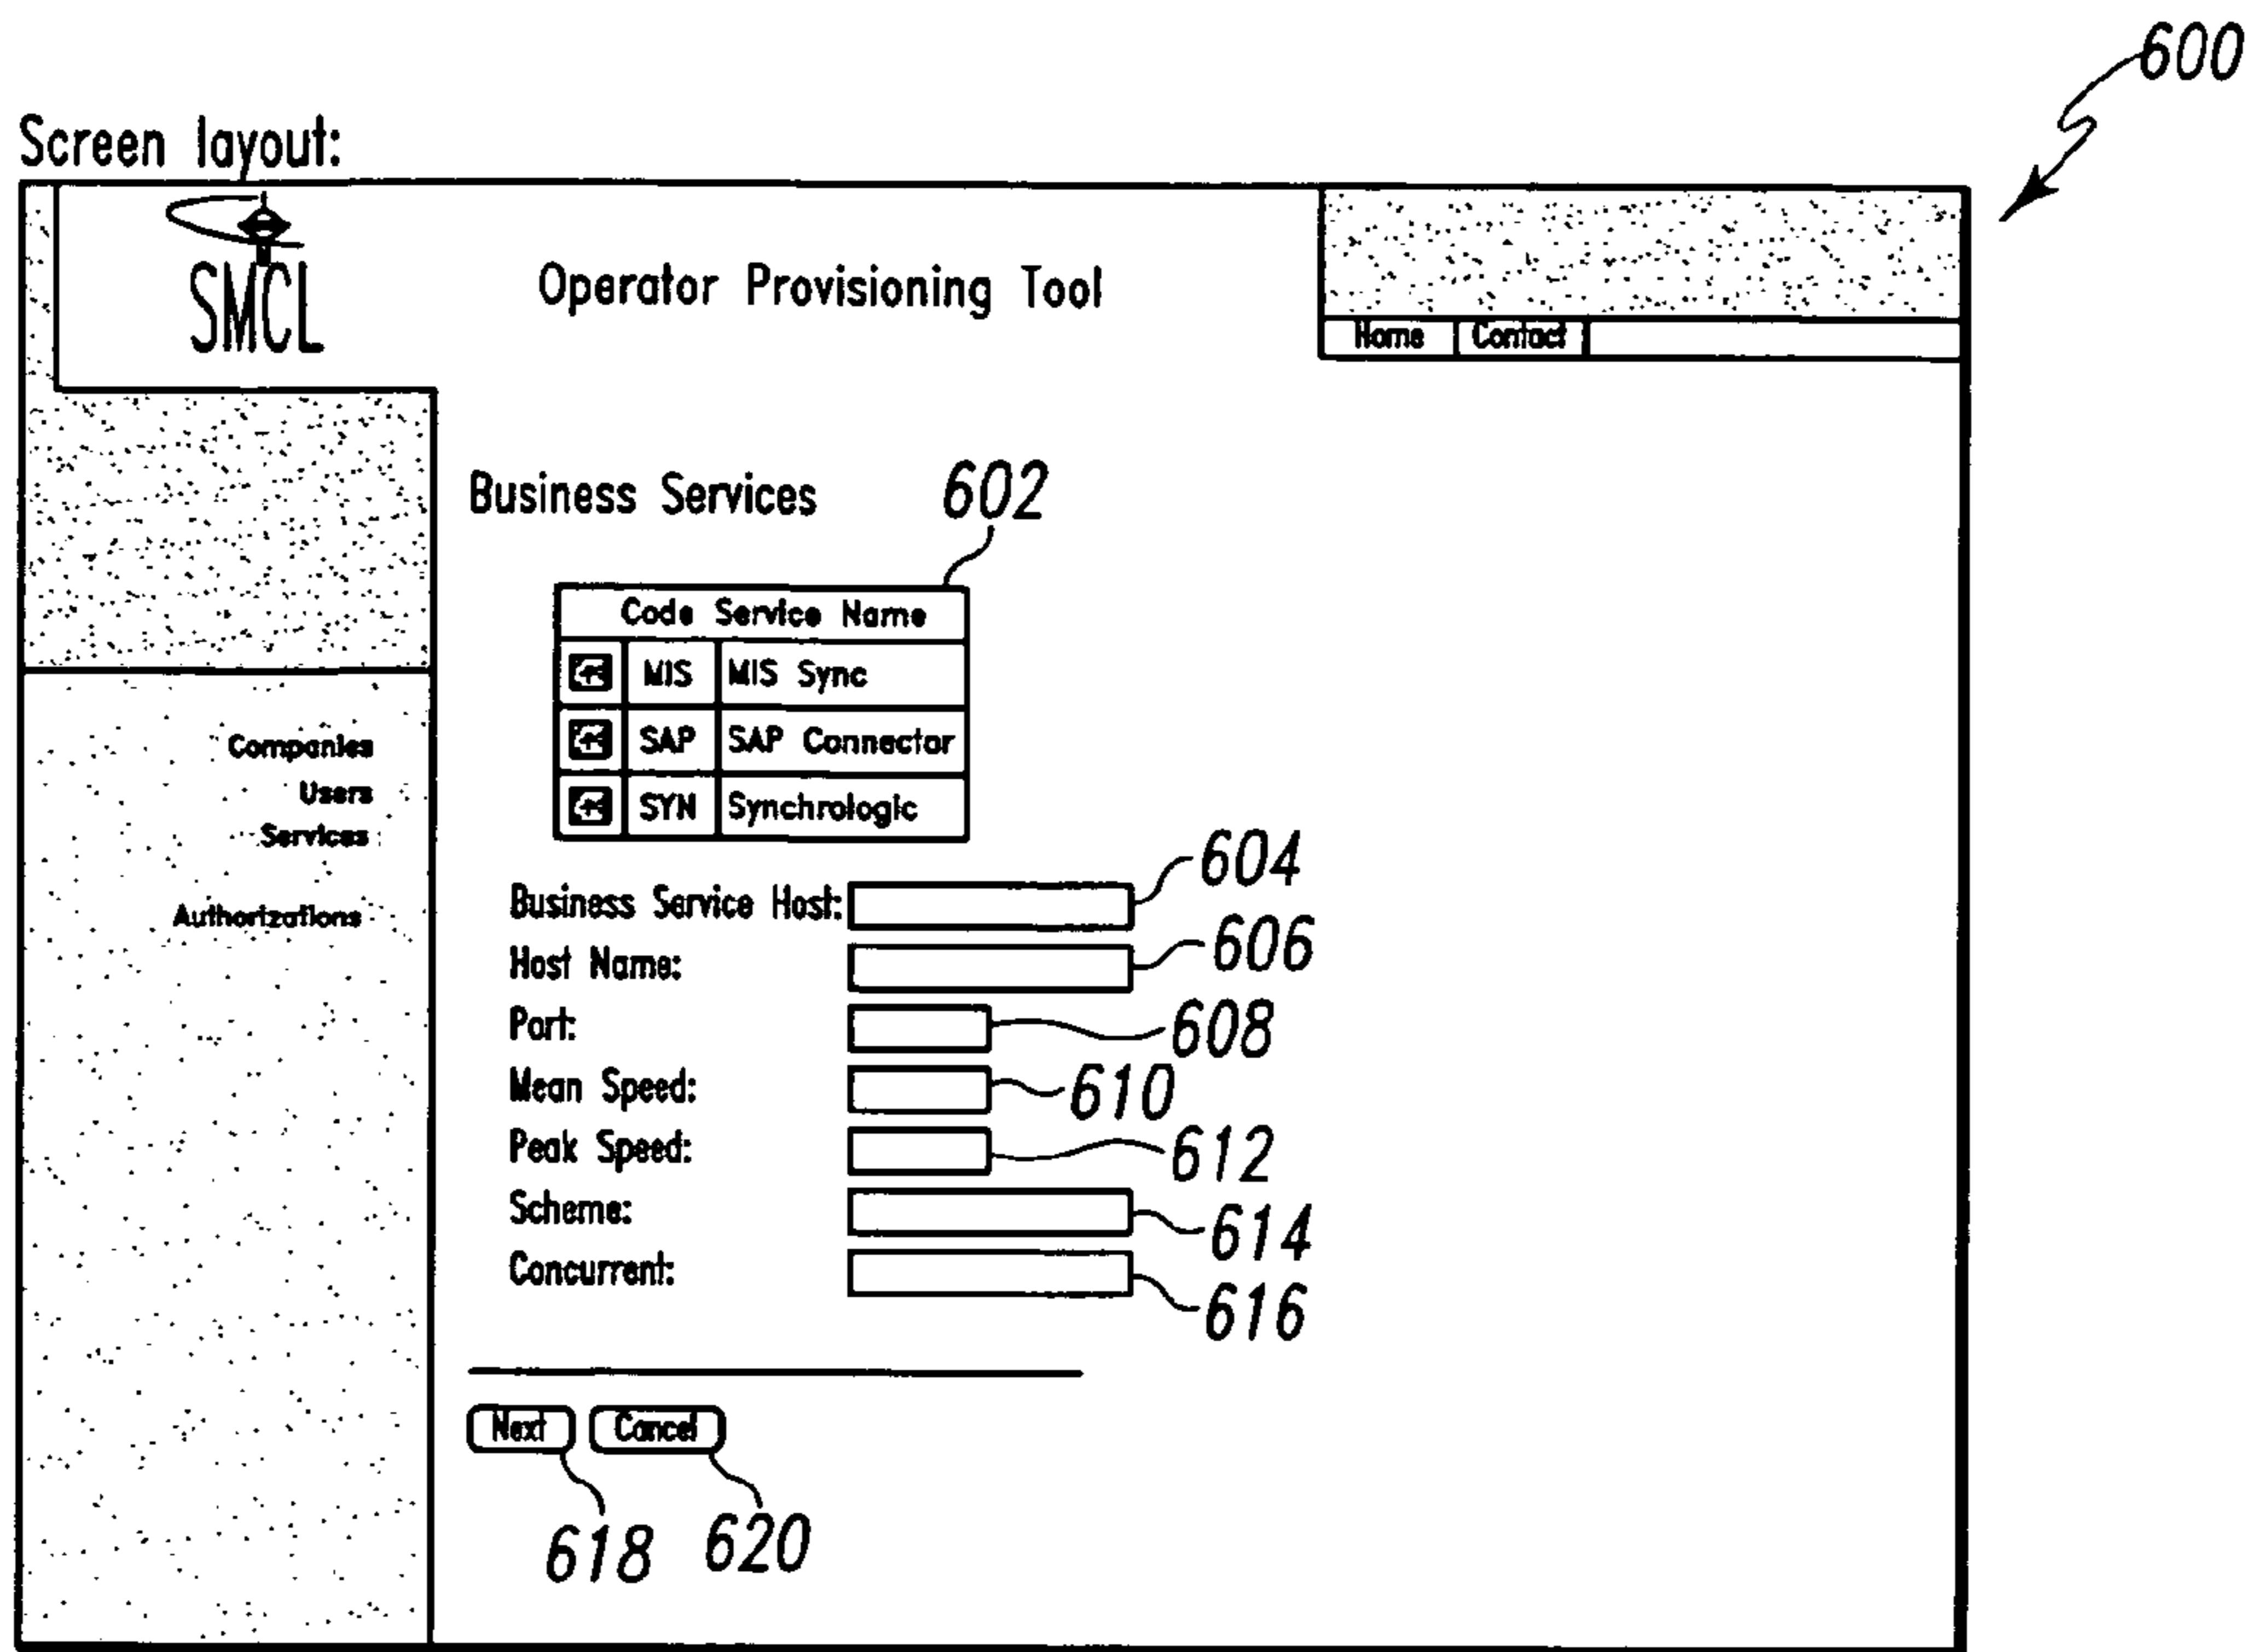 600
Screen layout:
SMCL
Operator Provisioning Tool
Home Contact
Business Services 602
Code Service Name
MIS MIS Sync
SAP SAP Connector
SYN Synchrologic
Companies
Users
Services
Authorizations
Business Service Host: 604
Host Name: 606
Port: 608
Mean Speed: 610
Peak Speed: 612
Scheme: 614
Concurrent: 616
Next Cancel
618 620